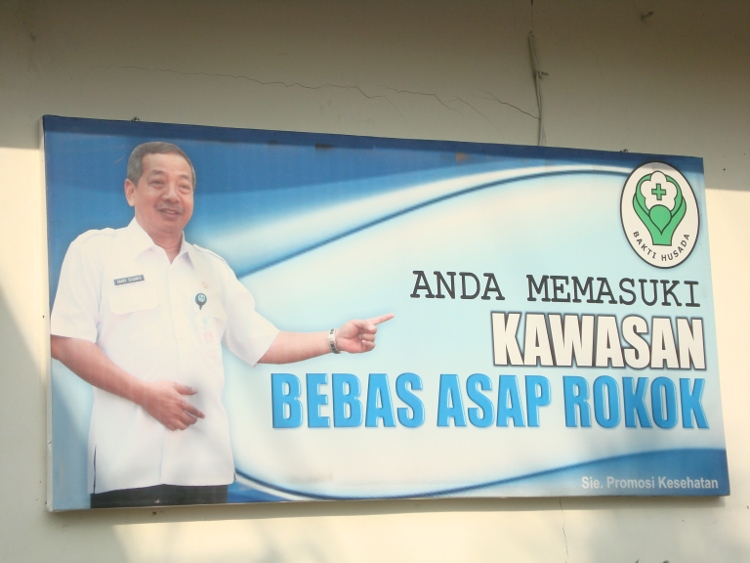 BAKTI HUSADA
ANDA MEMASUKI
KAWASAN
BEBAS ASAP ROKOK
Sie. Promosi Kesehatan